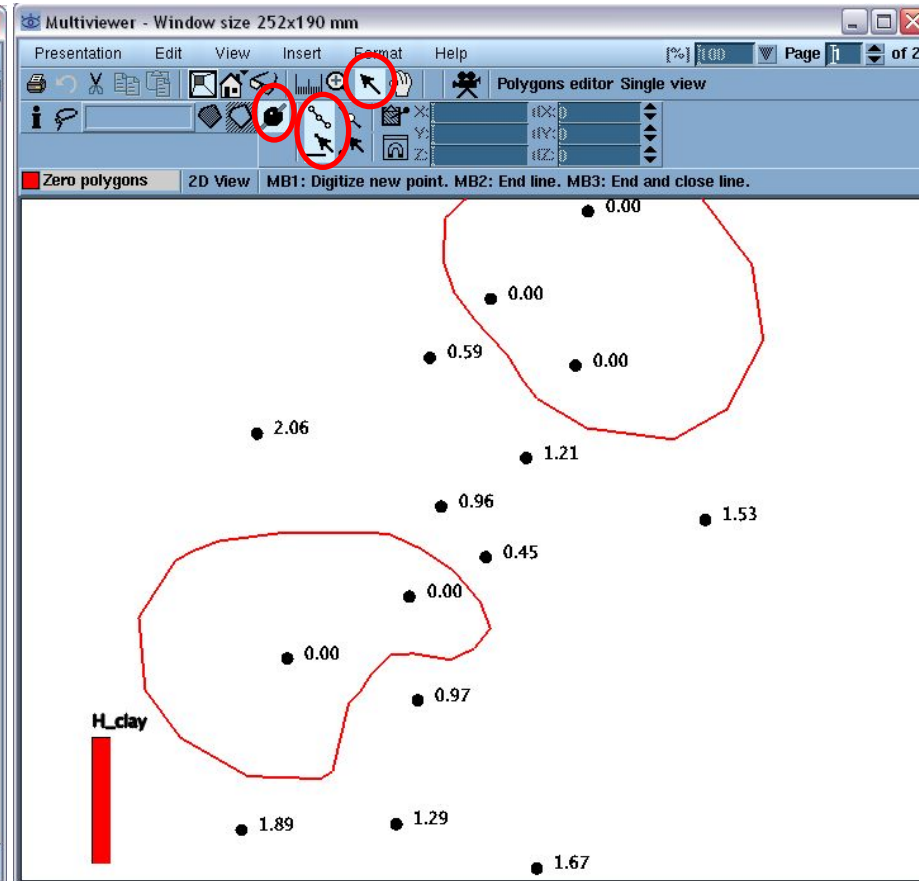 Multiviewer - Window size 252x190 mm
Presentation Edit View Insert Format Help [%] 100 Page 1 of 2
Polygons editor Single view
X: dX: 0
Y: dY: 0
Z: dZ: 0
Zero polygons 2D View MB1: Digitize new point. MB2: End line. MB3: End and close line.
0.00
0.00
0.59
0.00
2.06
1.21
0.96
1.53
0.45
0.00
0.00
0.97
H_clay
1.29
1.89
1.67